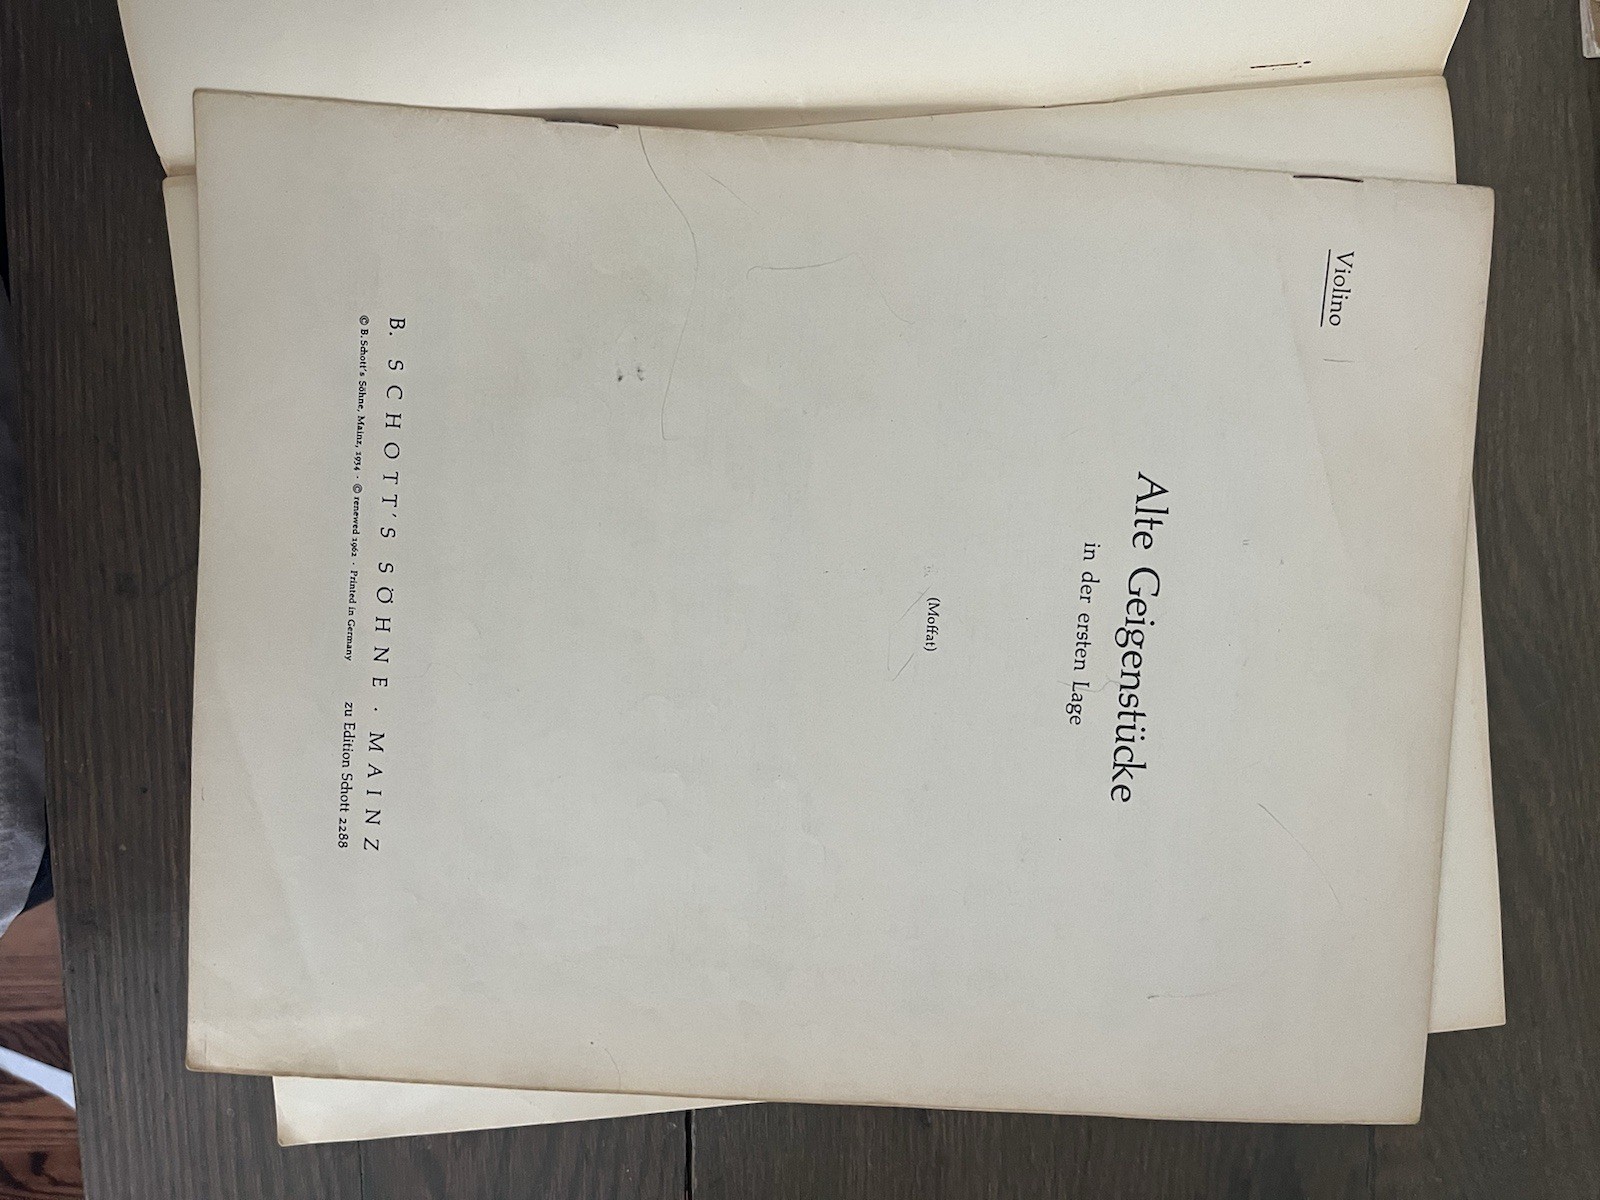 Violino
Alte Geigenstücke
in der ersten Lage
(Moffat)
B. SCHOTT'S SÖHNE · MAINZ
© B. Schott's Söhne, Mainz, 1934 · © renewed 1962 · Printed in Germany zu Edition Schott 2288